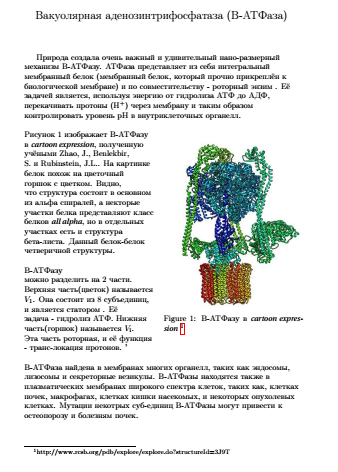 Вакуолярная аденозинтрифосфатаза (В-АТФаза)
Природа создала очень важный и удивительный нано-размерный
механизм В-АТФазу. АТФаза представляет из себя интегральный
мембранный белок (мембранный белок, который прочно прикреплён к
биологической мембране) и по совместительству - роторный энзим . Её
задачей является, используя энергию от гидролиза АТФ до АДФ,
перекачивать протоны (H⁺) через мембрану и таким образом
контролировать уровень pH в внутриклеточных органелл.
Рисунок 1 изображает В-АТФазу
в cartoon expression, полученную
учёными Zhao, J., Benlekbir,
S. и Rubinstein, J.L.. На картинке
белок похож на цветочный
горшок с цветком. Видно,
что структура состоит в основном
из альфа спиралей, а некторые
участки белка представляют класс
белков all alpha, но в отдельных
участках есть и структура
бета-листа. Данный белок-белок
четверичной структуры.
В-АТФазу
можно разделить на 2 части.
Верхняя часть(цветок) называется
V₁. Она состоит из 8 субъединиц,
и является статором . Её
задача - гидролиз АТФ. Нижняя
часть(горшок) называется V₁.
Эта часть роторная, и её функция
- транс-локация протонов. ¹
Figure 1: В-АТФазу в cartoon expres-
sion ¹
В-АТФаза найдена в мембранах многих органелл, таких как эндосомы,
лизосомы и секреторные везикулы. В-АТФазы находятся также в
плазматических мембранах широкого спектра клеток, таких как, клетках
почек, макрофагах, клетках кишки насекомых, и некоторых опухолевых
клетках. Мутации некотрых суб-единиц В-АТФазы могут привести к
остеопорозу и болезням почек.
¹http://www.rcsb.org/pdb/explore/explore.do?structureId=3J9T